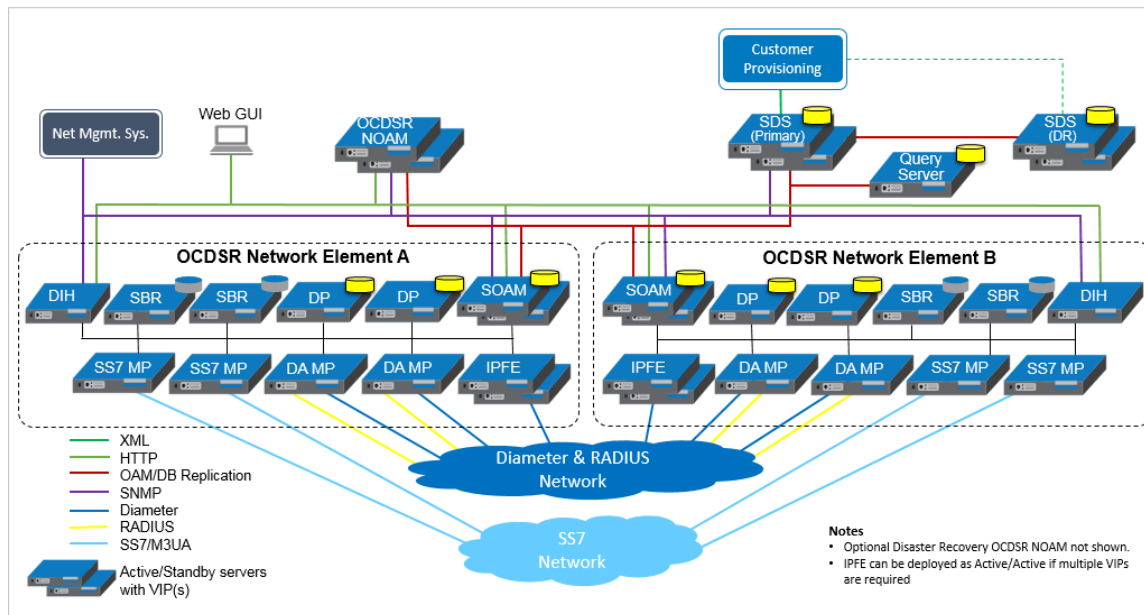 Customer
Provisioning
Net Mgmt. Sys.
Web GUI
OCDSR
NOAM
SDS
(Primary)
SDS
(DR)
Query
Server
OCDSR Network Element A
OCDSR Network Element B
DIH
SBR
SBR
DP
DP
SOAM
SOAM
DP
DP
SBR
SBR
DIH
SS7 MP
SS7 MP
DA MP
DA MP
IPFE
IPFE
DA MP
DA MP
SS7 MP
SS7 MP
XML
HTTP
OAM/DB Replication
SNMP
Diameter
RADIUS
SS7/M3UA
Active/Standby servers
with VIP(s)
Diameter & RADIUS
Network
SS7
Network
Notes
• Optional Disaster Recovery OCDSR NOAM not shown.
• IPFE can be deployed as Active/Active if multiple VIPs
are required